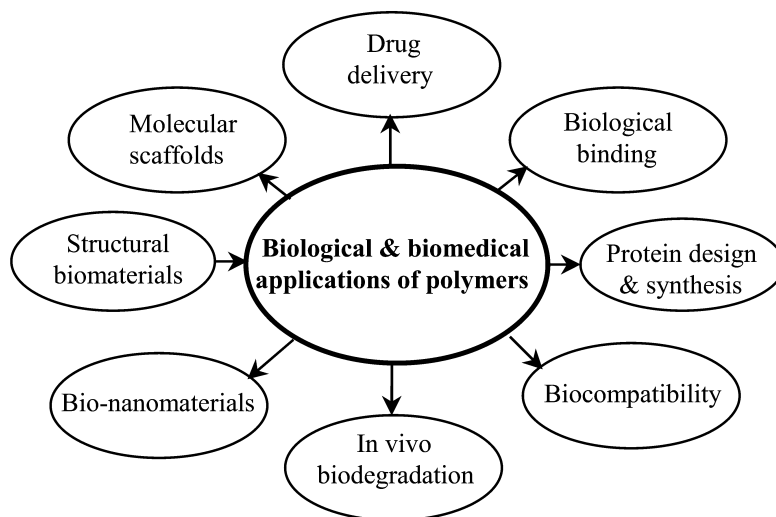 Drug
delivery
Molecular
scaffolds
Biological
binding
Structural
biomaterials
Biological & biomedical
applications of polymers
Protein design
& synthesis
Bio-nanomaterials
Biocompatibility
In vivo
biodegradation